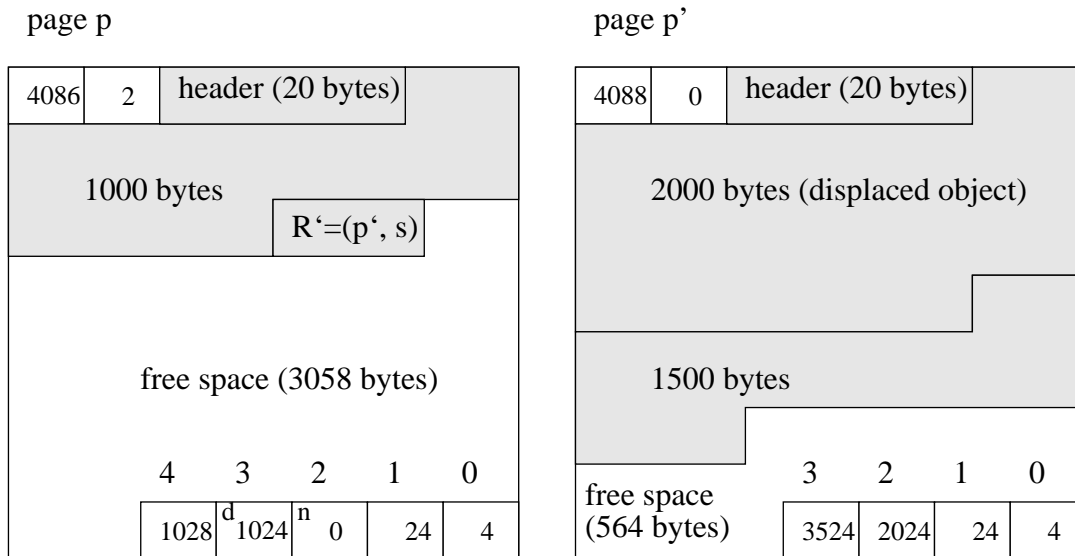 page p
4086 2 header (20 bytes)
1000 bytes
R‘=(p‘, s)
free space (3058 bytes)
4 3 2 1 0
1028 d 1024 n 0 24 4
page p’
4088 0 header (20 bytes)
2000 bytes (displaced object)
1500 bytes
3 2 1 0
free space
(564 bytes)
3524 2024 24 4